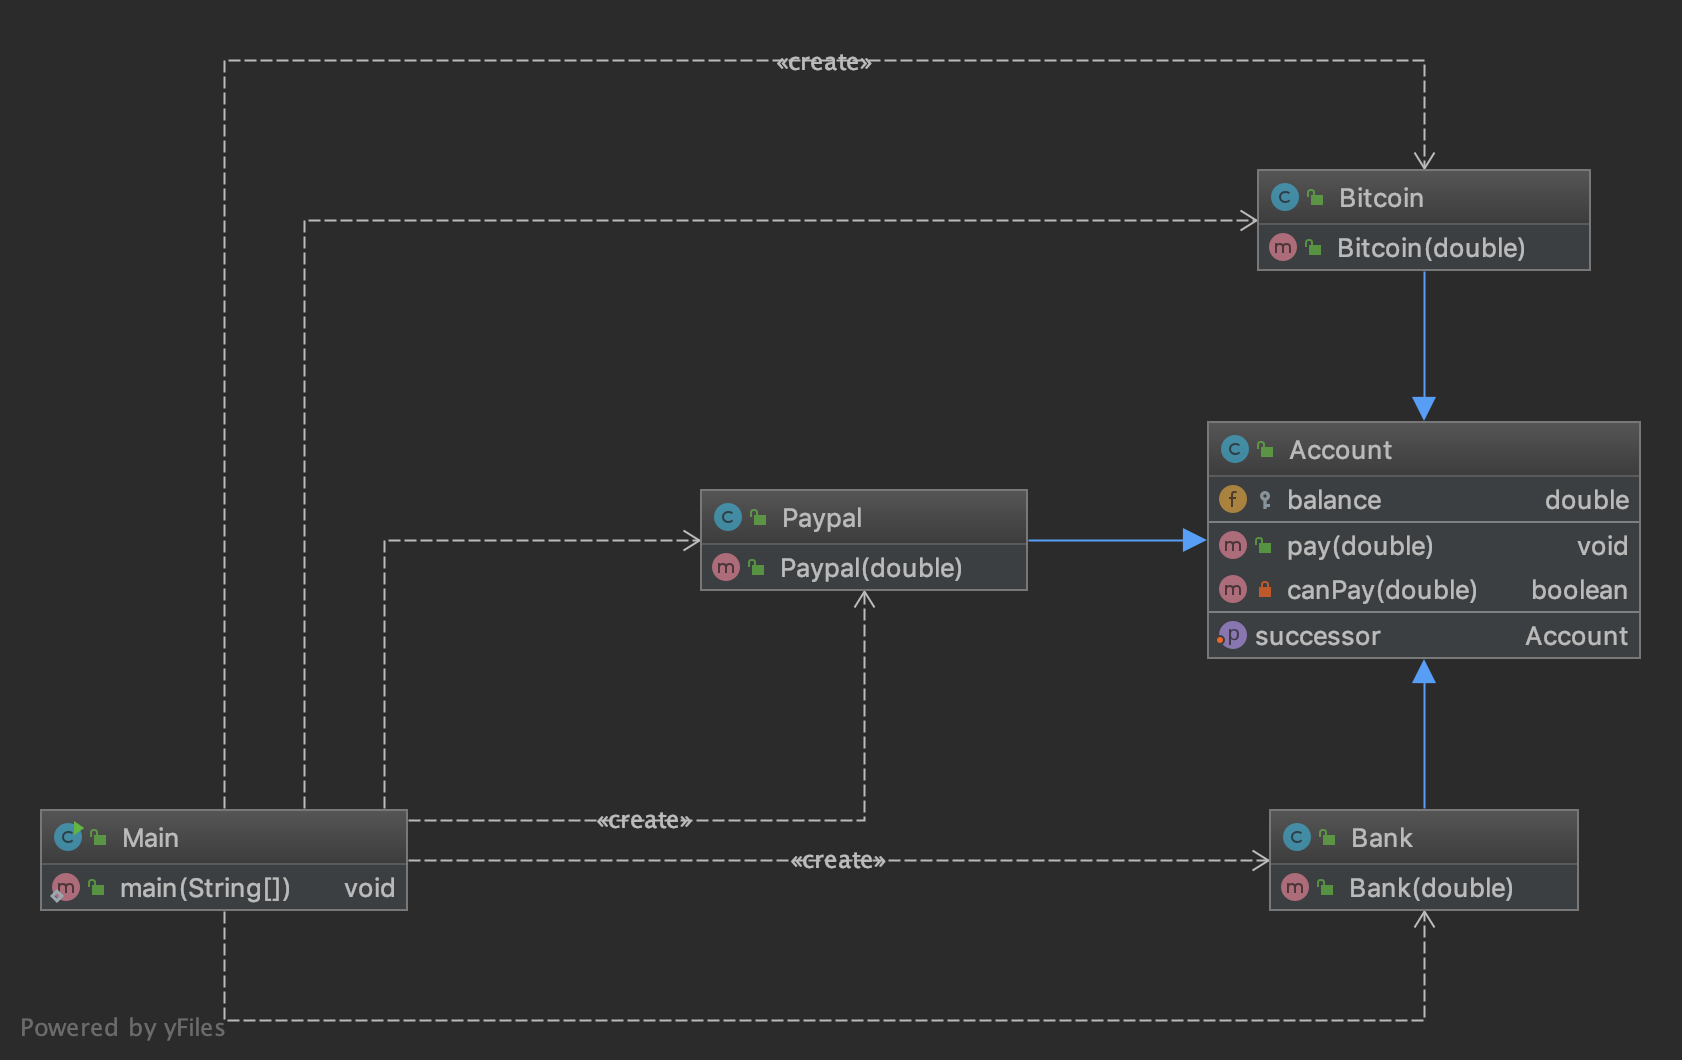 «create»
Bitcoin
Bitcoin(double)
Account
balance double
pay(double) void
canPay(double) boolean
successor Account
Paypal
Paypal(double)
«create»
«create»
Main
main(String[]) void
Bank
Bank(double)
Powered by yFiles